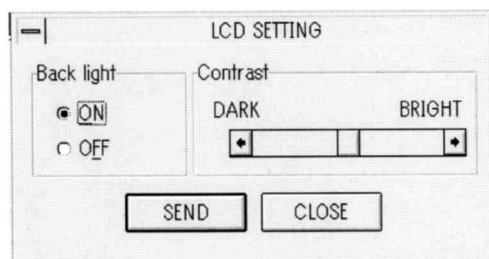 LCD SETTING
Back light
ON
OFF
Contrast
DARK BRIGHT
SEND CLOSE